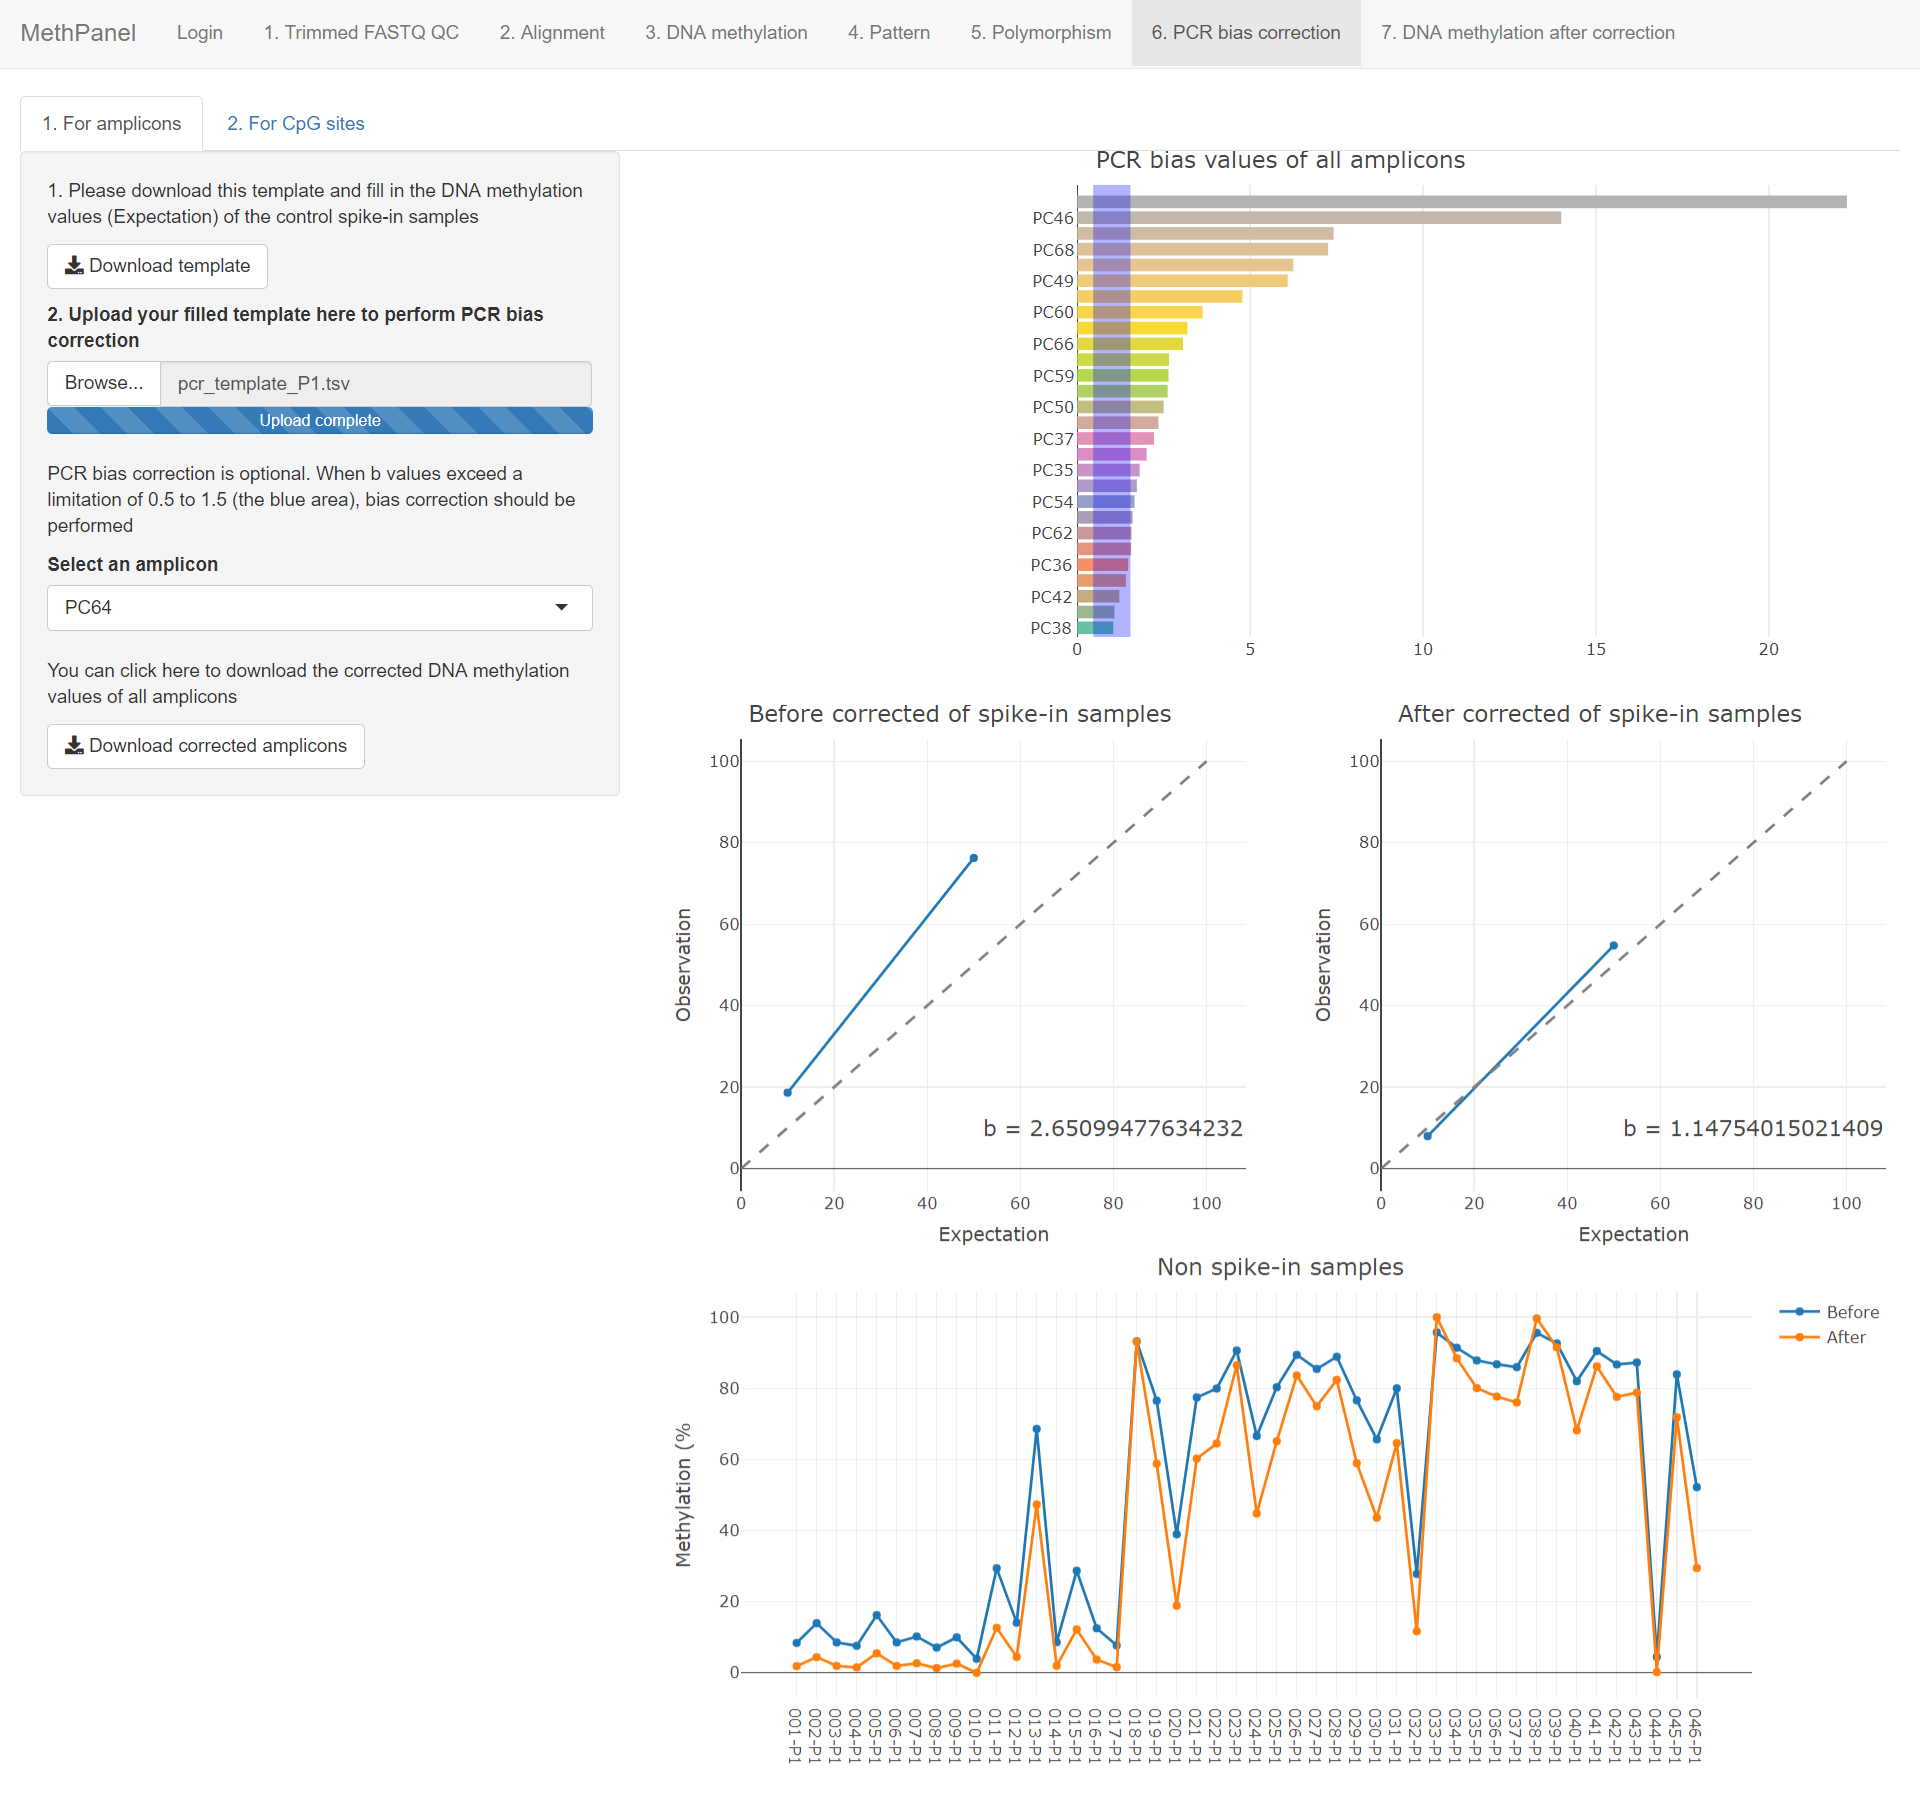 MethPanel Login 1. Trimmed FASTQ QC 2. Alignment 3. DNA methylation 4. Pattern 5. Polymorphism 6. PCR bias correction 7. DNA methylation after correction
1. For amplicons 2. For CpG sites
1. Please download this template and fill in the DNA methylation
values (Expectation) of the control spike-in samples
Download template
2. Upload your filled template here to perform PCR bias
correction
Browse... pcr_template_P1.tsv
Upload complete
PCR bias correction is optional. When b values exceed a
limitation of 0.5 to 1.5 (the blue area), bias correction should be
performed
Select an amplicon
PC64
You can click here to download the corrected DNA methylation
values of all amplicons
Download corrected amplicons
PCR bias values of all amplicons
PC46
PC68
PC49
PC60
PC66
PC59
PC50
PC37
PC35
PC54
PC62
PC36
PC42
PC38
0 5 10 15 20
Before corrected of spike-in samples
100
80
60
40
20
0
Observation
b = 2.65099477634232
0 20 40 60 80 100
Expectation
After corrected of spike-in samples
100
80
60
40
20
0
Observation
b = 1.14754015021409
0 20 40 60 80 100
Expectation
Non spike-in samples
100
80
60
40
20
0
Methylation (%
Before
After
001-P1
002-P1
003-P1
004-P1
005-P1
006-P1
007-P1
008-P1
009-P1
010-P1
011-P1
012-P1
013-P1
014-P1
015-P1
016-P1
017-P1
018-P1
019-P1
020-P1
021-P1
022-P1
023-P1
024-P1
025-P1
026-P1
027-P1
028-P1
029-P1
030-P1
031-P1
032-P1
033-P1
034-P1
035-P1
036-P1
037-P1
038-P1
039-P1
040-P1
041-P1
042-P1
043-P1
044-P1
045-P1
046-P1